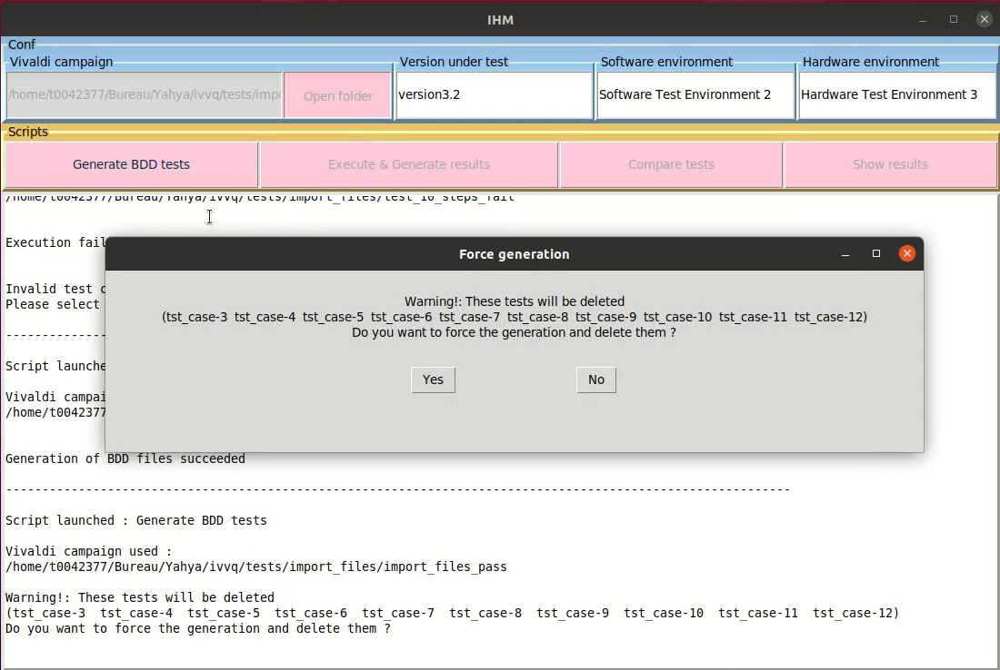 IHM
Conf
Vivaldi campaign
Version under test
Software environment
Hardware environment
/home/t0042377/Bureau/Yahya/ivvq/tests/impo
Open folder
version3.2
Software Test Environment 2
Hardware Test Environment 3
Scripts
Generate BDD tests
Execute & Generate results
Compare tests
Show results
/home/t0042377/Bureau/Yahya/ivvq/tests/import_files/test_10_steps_fail
Execution fail
Force generation
Warning!: These tests will be deleted
(tst_case-3 tst_case-4 tst_case-5 tst_case-6 tst_case-7 tst_case-8 tst_case-9 tst_case-10 tst_case-11 tst_case-12)
Do you want to force the generation and delete them ?
Yes
No
Invalid test c
Please select
--------------
Script launche
Vivaldi campai
/home/t0042377
Generation of BDD files succeeded
------------------------------------------------------------------------------------------------------------
Script launched : Generate BDD tests
Vivaldi campaign used :
/home/t0042377/Bureau/Yahya/ivvq/tests/import_files/import_files_pass
Warning!: These tests will be deleted
(tst_case-3  tst_case-4  tst_case-5  tst_case-6  tst_case-7  tst_case-8  tst_case-9  tst_case-10  tst_case-11  tst_case-12)
Do you want to force the generation and delete them ?